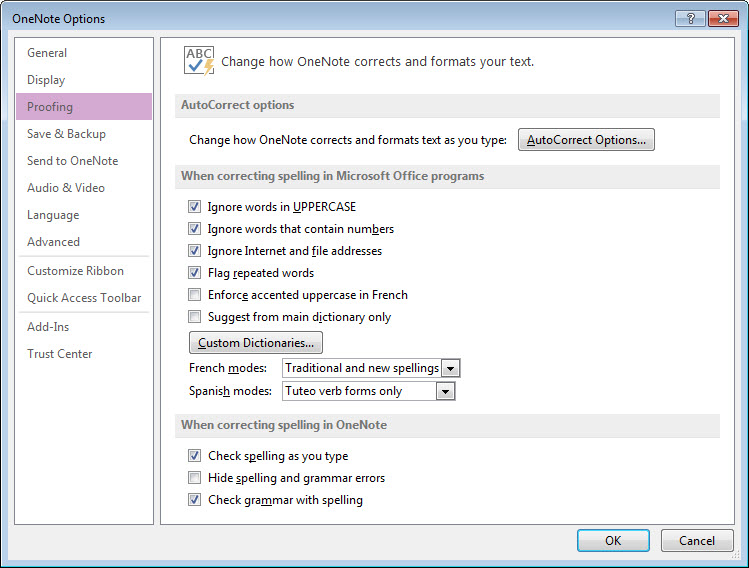 OneNote Options
General
Display
Proofing
Save & Backup
Send to OneNote
Audio & Video
Language
Advanced
Customize Ribbon
Quick Access Toolbar
Add-Ins
Trust Center
ABC
Change how OneNote corrects and formats your text.
AutoCorrect options
Change how OneNote corrects and formats text as you type: AutoCorrect Options...
When correcting spelling in Microsoft Office programs
Ignore words in UPPERCASE
Ignore words that contain numbers
Ignore Internet and file addresses
Flag repeated words
Enforce accented uppercase in French
Suggest from main dictionary only
Custom Dictionaries...
French modes: Traditional and new spellings
Spanish modes: Tuteo verb forms only
When correcting spelling in OneNote
Check spelling as you type
Hide spelling and grammar errors
Check grammar with spelling
OK Cancel